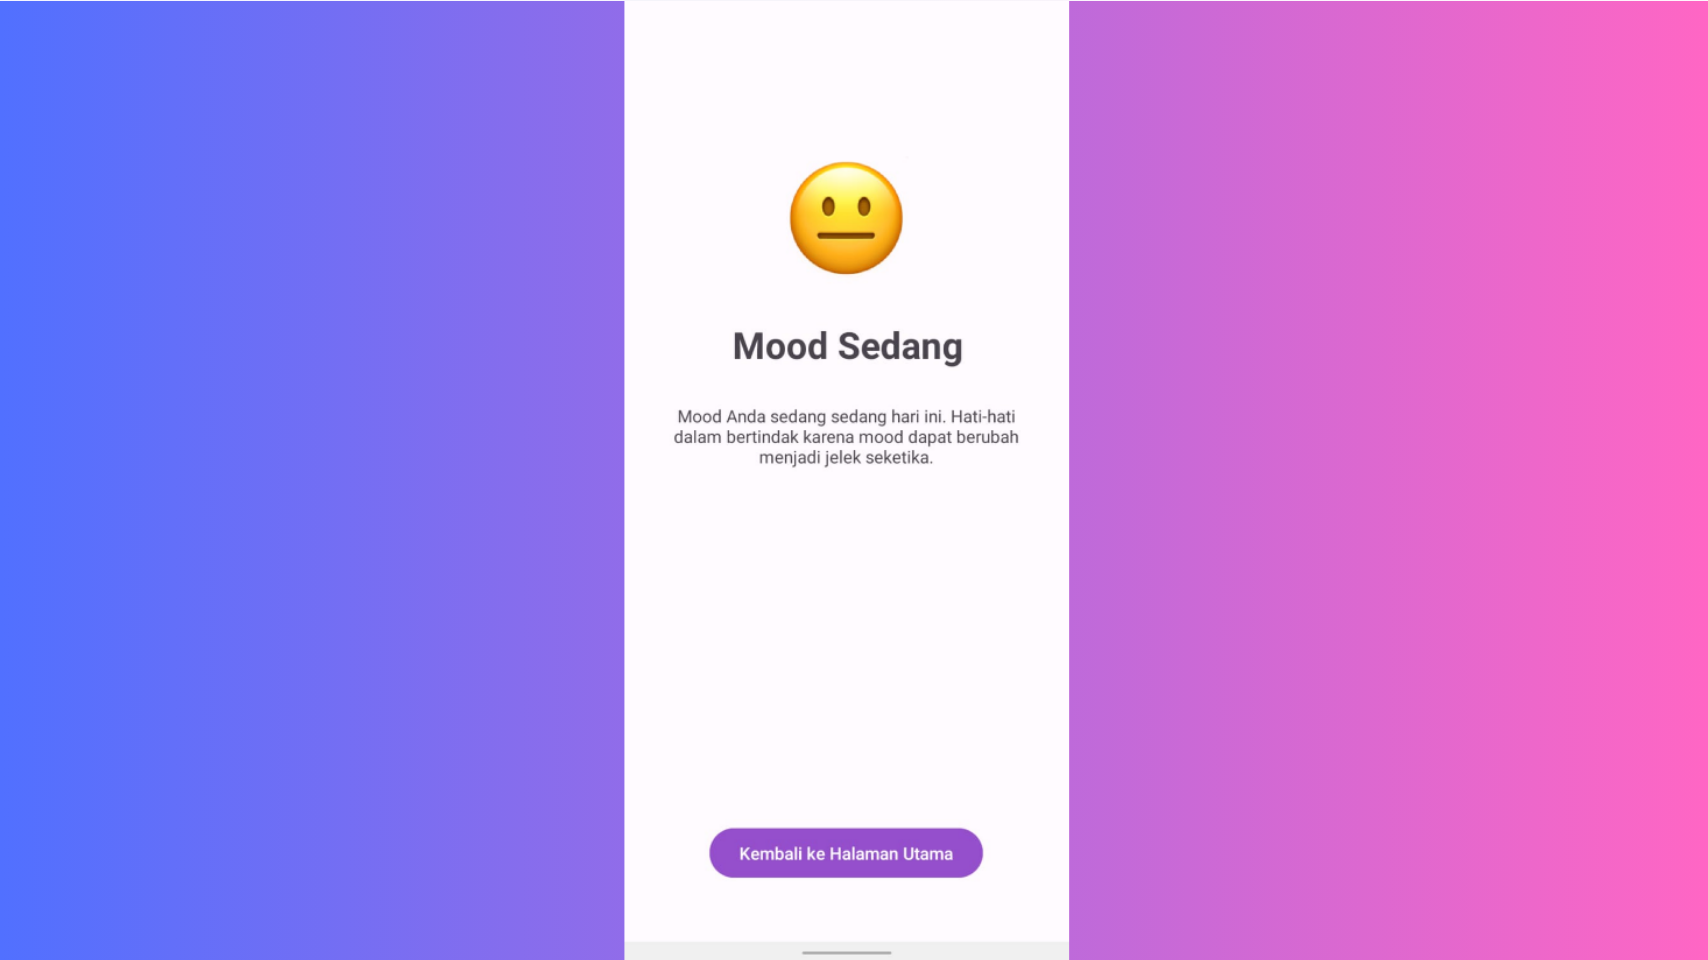 Mood Sedang
Mood Anda sedang sedang hari ini. Hati-hati
dalam bertindak karena mood dapat berubah
menjadi jelek seketika.
Kembali ke Halaman Utama